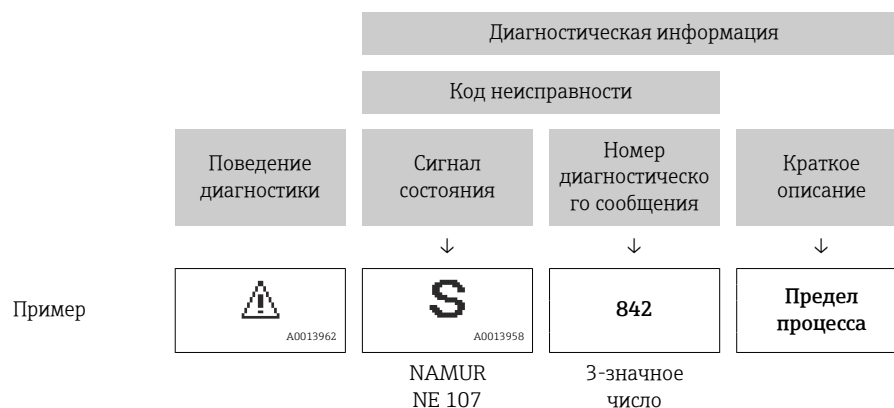 Диагностическая информация
Код неисправности
Поведение
диагностики
Сигнал
состояния
Номер
диагностическо
го сообщения
Краткое
описание
↓ ↓ ↓
Пример
A0013962
S
A0013958
842
Предел
процесса
NAMUR
NE 107
3-значное
число